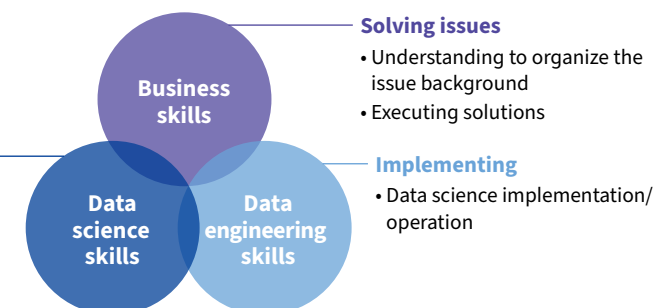 Business
skills
Data
science
skills
Data
engineering
skills
Solving issues
• Understanding to organize the
issue background
• Executing solutions
Implementing
• Data science implementation/
operation